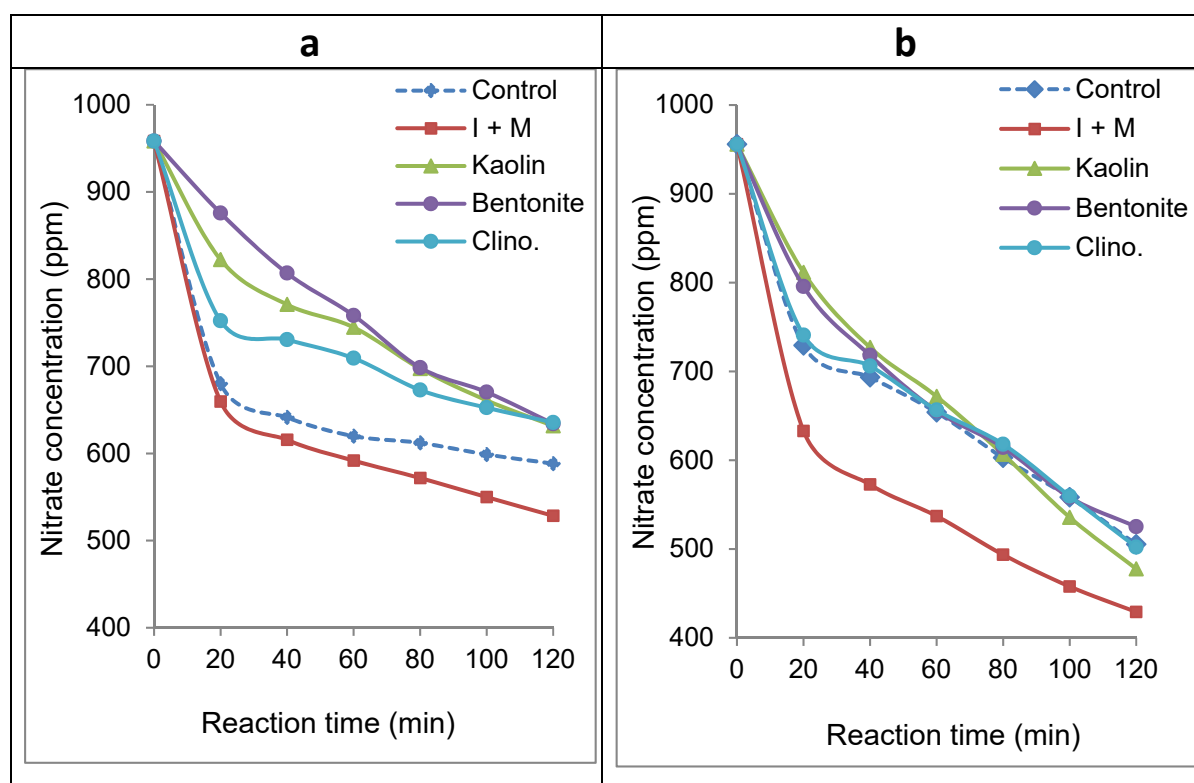 a
b
Control
I + M
Kaolin
Bentonite
Clino.
1000
900
800
700
600
500
400
0
20
40
60
80
100
120
Nitrate concentration (ppm)
Reaction time (min)
Control
I + M
Kaolin
Bentonite
Clino.
1000
900
800
700
600
500
400
0
20
40
60
80
100
120
Nitrate concentration (ppm)
Reaction time (min)